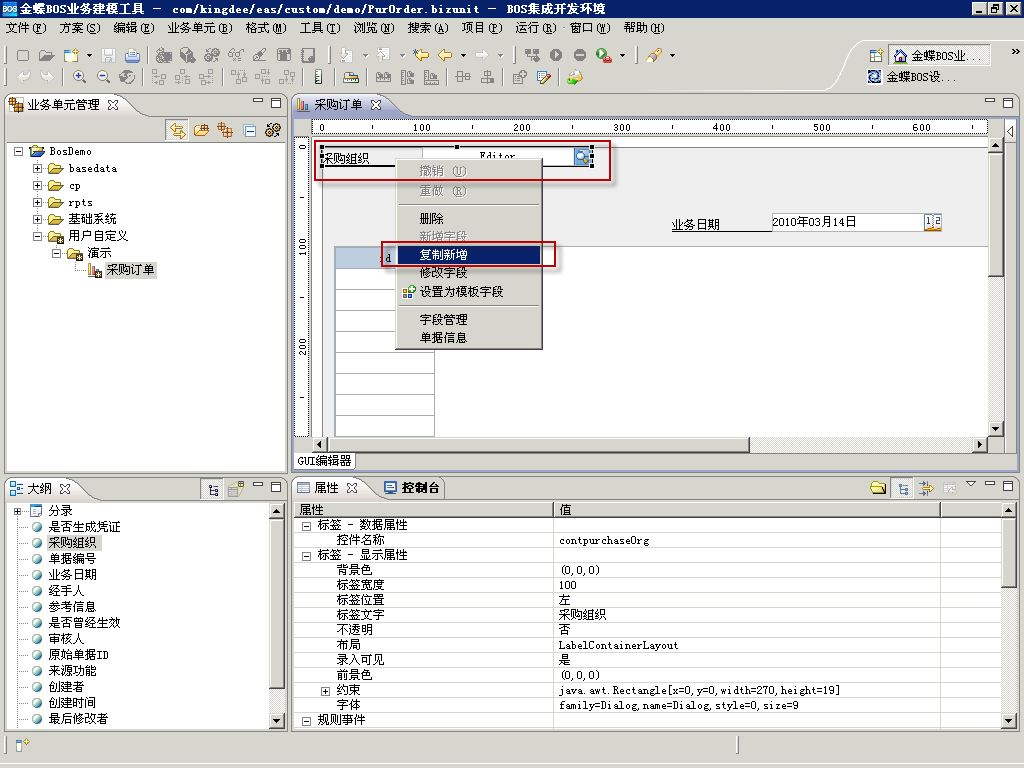 BOS 金蝶BOS业务建模工具 - com/kingdee/eas/custom/demo/PurOrder.bizunit - BOS集成开发环境
文件(F) 方案(S) 编辑(E) 业务单元(B) 格式(M) 工具(T) 浏览(N) 搜索(A) 项目(P) 运行(R) 窗口(W) 帮助(H)
金蝶BOS业...
金蝶BOS设...
业务单元管理
BosDemo
basedata
cp
rpts
基础系统
用户自定义
演示
采购订单
采购订单
0 100 200 300 400 500 600
0
100
200
采购组织 Editor
业务日期 2010年03月14日
id
撤销 (U)
重做 (R)
删除
新增字段
复制新增
修改字段
设置为模板字段
字段管理
单据信息
GUI编辑器
大纲
分录
是否生成凭证
采购组织
单据编号
业务日期
经手人
参考信息
是否曾经生效
审核人
原始单据ID
来源功能
创建者
创建时间
最后修改者
属性 控制台
属性 值
标签 - 数据属性
控件名称 contpurchaseOrg
标签 - 显示属性
背景色 (0,0,0)
标签宽度 100
标签位置 左
标签文字 采购组织
不透明 否
布局 LabelContainerLayout
录入可见 是
前景色 (0,0,0)
约束 java.awt.Rectangle[x=0,y=0,width=270,height=19]
字体 family=Dialog,name=Dialog,style=0,size=9
规则事件